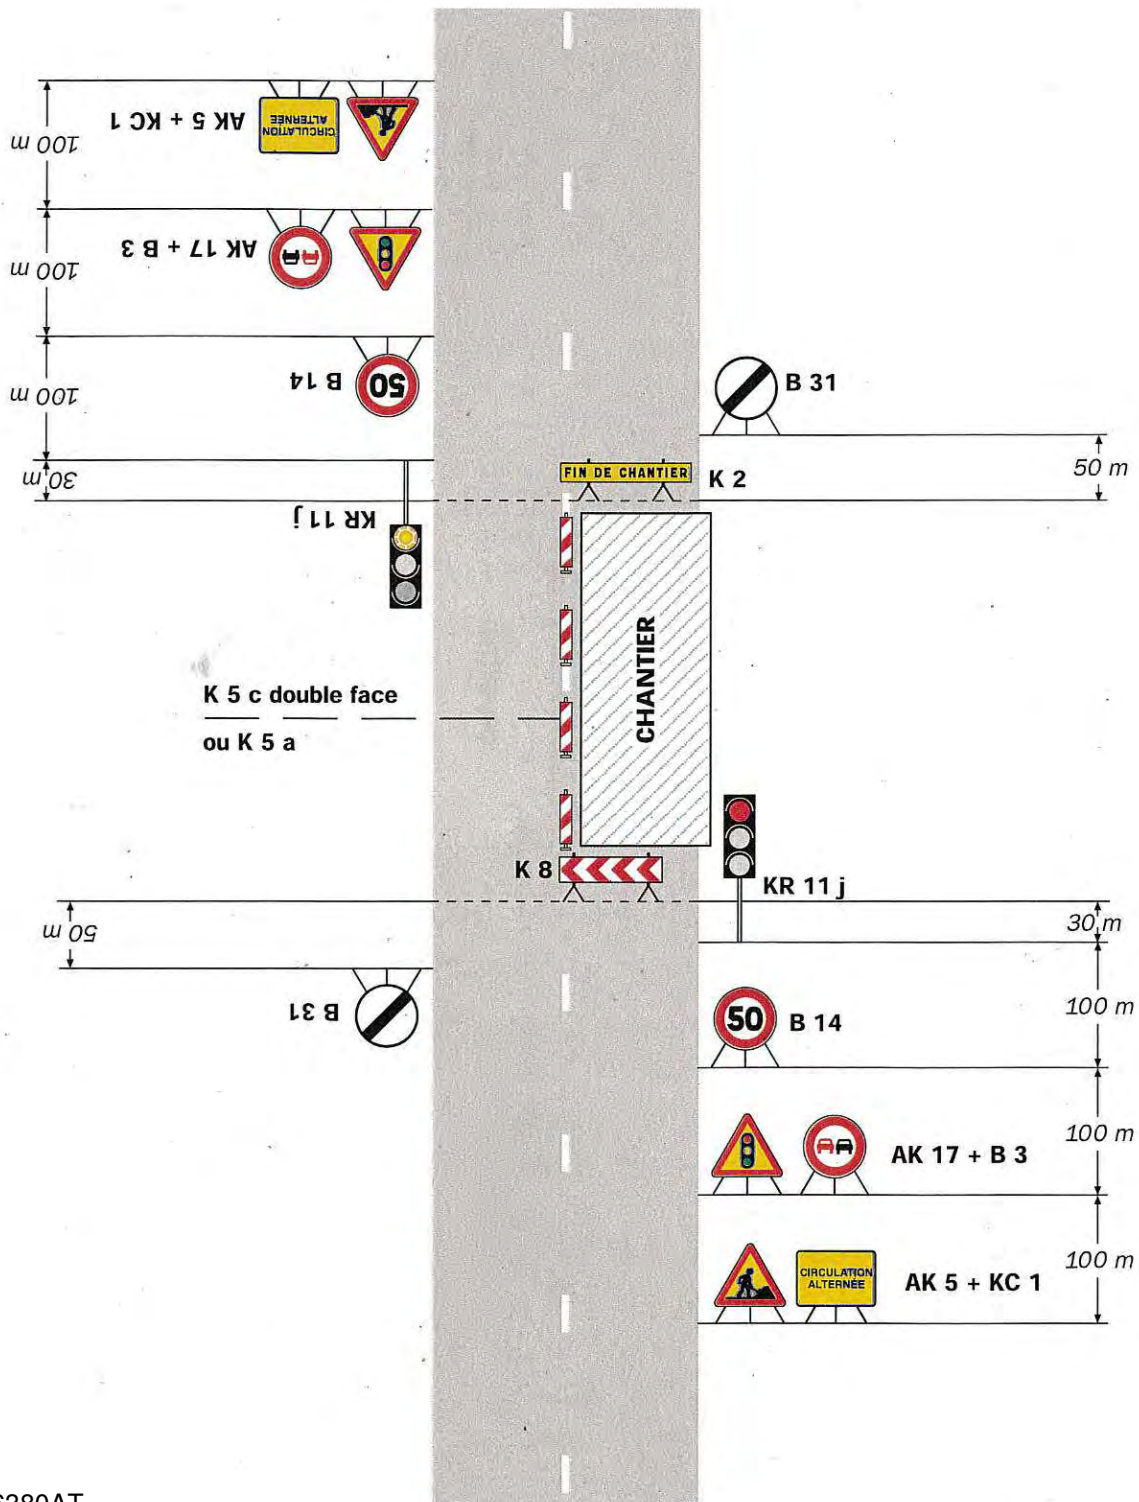 AK 5 + KC 1
CIRCULATION
ALTERNÉE
100 m
AK 17 + B 3
100 m
B 14
50
100 m
B 31
30 m
FIN DE CHANTIER
K 2
50 m
KR 11 j
K 5 c double face
ou K 5 a
CHANTIER
K 8
KR 11 j
50 m
30 m
B 31
50
B 14
100 m
AK 17 + B 3
100 m
CIRCULATION
ALTERNÉE
AK 5 + KC 1
100 m